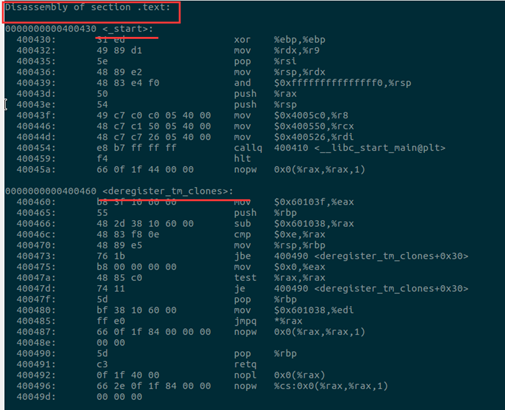 Disassembly of section .text:
0000000000400430 <_start>:
400430: 31 ed xor %ebp,%ebp
400432: 49 89 d1 mov %rdx,%r9
400435: 5e pop %rsi
400436: 48 89 e2 mov %rsp,%rdx
400439: 48 83 e4 f0 and $0xfffffffffffffff0,%rsp
40043d: 50 push %rax
40043e: 54 push %rsp
40043f: 49 c7 c0 c0 05 40 00 mov $0x4005c0,%r8
400446: 48 c7 c1 50 05 40 00 mov $0x400550,%rcx
40044d: 48 c7 c7 26 05 40 00 mov $0x400526,%rdi
400454: e8 b7 ff ff ff callq 400410 <__libc_start_main@plt>
400459: f4 hlt
40045a: 66 0f 1f 44 00 00 nopw 0x0(%rax,%rax,1)
0000000000400460 <deregister_tm_clones>:
400460: b8 3f 10 60 00 mov $0x60103f,%eax
400465: 55 push %rbp
400466: 48 2d 38 10 60 00 sub $0x601038,%rax
40046c: 48 83 f8 0e cmp $0xe,%rax
400470: 48 89 e5 mov %rsp,%rbp
400473: 76 1b jbe 400490 <deregister_tm_clones+0x30>
400475: b8 00 00 00 00 mov $0x0,%eax
40047a: 48 85 c0 test %rax,%rax
40047d: 74 11 je 400490 <deregister_tm_clones+0x30>
40047f: 5d pop %rbp
400480: bf 38 10 60 00 mov $0x601038,%edi
400485: ff e0 jmpq *%rax
400487: 66 0f 1f 84 00 00 00 nopw 0x0(%rax,%rax,1)
40048e: 00 00
400490: 5d pop %rbp
400491: c3 retq
400492: 0f 1f 40 00 nopl 0x0(%rax)
400496: 66 2e 0f 1f 84 00 00 nopw %cs:0x0(%rax,%rax,1)
40049d: 00 00 00